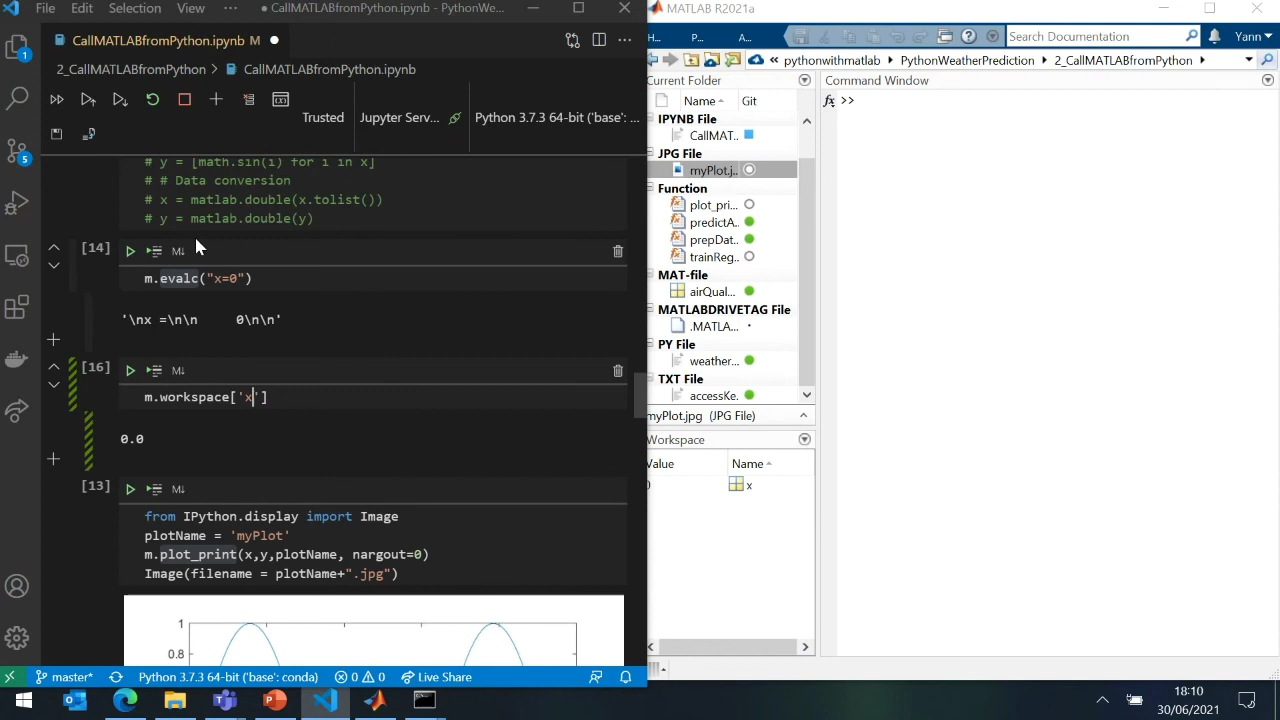 File Edit Selection View ··· ● CallMATLABfromPython.ipynb - PythonWe...
CallMATLABfromPython.ipynb M
CallMATLABfromPython.ipynb
Trusted Jupyter Serv... Python 3.7.3 64-bit ('base': ...
# y = [math.sin(i) for i in x]
# # Data conversion
# x = matlab.double(x.tolist())
# y = matlab.double(y)
[14]
M↓
m.evalc("x=0")
'\nx =\n\n     0\n\n'
[16]
M↓
m.workspace['']
0.0
[13]
M↓
from IPython.display import Image
plotName = 'myPlot'
m.plot_print(x,y,plotName, nargout=0)
Image(filename = plotName+".jpg")
1
0.8
1
5
master* Python 3.7.3 64-bit ('base': conda) 0 0 Live Share
MATLAB R2021a
H... P... A... Search Documentation Yann
« pythonwithmatlab PythonWeatherPrediction 2_CallMATLABfromPython
Current Folder
Name Git
IPYNB File
CallMAT..
JPG File
myPlot.j..
Function
plot_pri...
predictA..
prepDat..
trainReg..
MAT-file
airQual...
MATLABDRIVETAG File
.MATLA...
PY File
weather...
TXT File
accessKe..
myPlot.jpg (JPG File)
Workspace
Value Name
0 x
Command Window
fx >>
18:10
30/06/2021